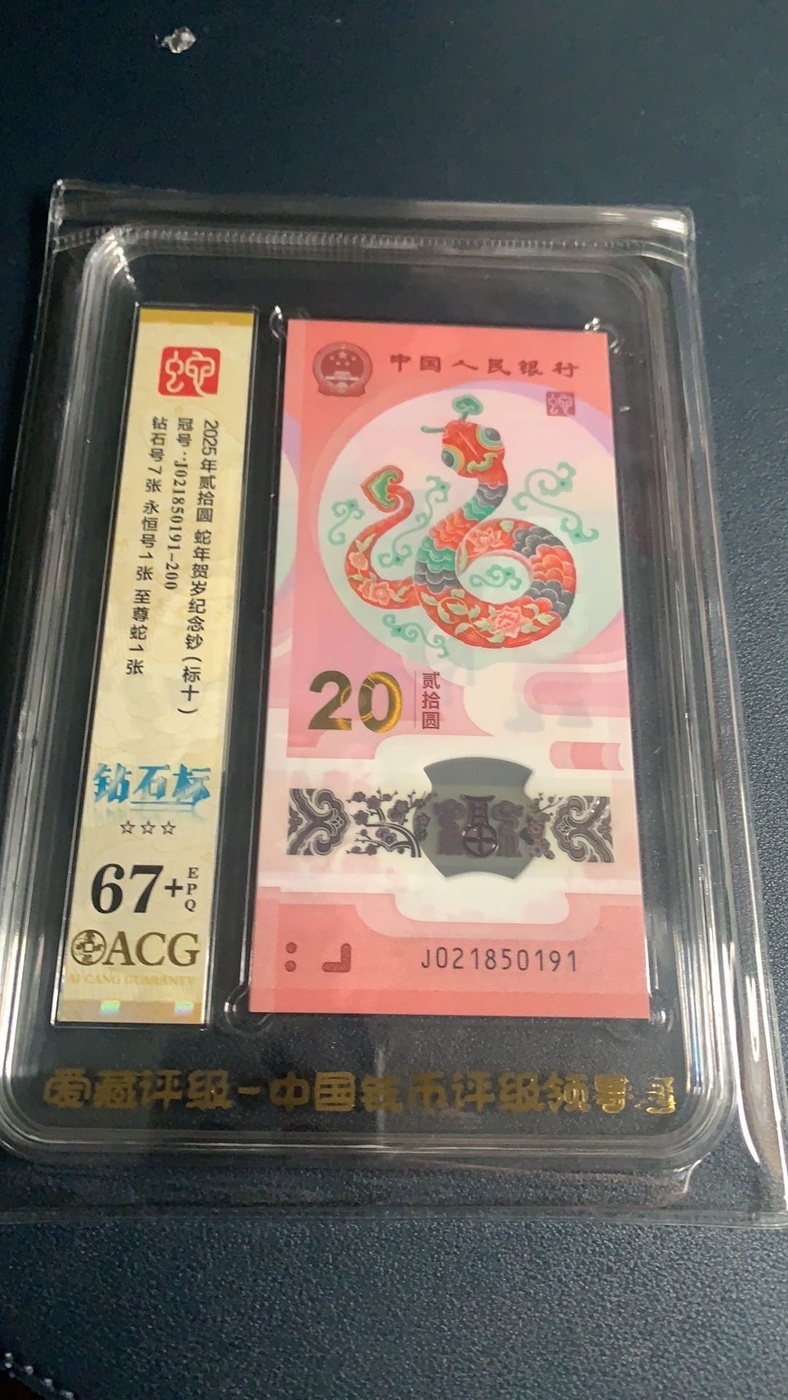 蛇
2025年贰拾圆 蛇年贺岁纪念钞(标十)
冠号:J021850191-200
钻石号7张 永恒号1张 至尊蛇1张
钻石标
☆☆☆
67+
EPQ
ACG
AI CANG GUARANTY
中国人民银行
蛇
20
贰拾圆
J021850191
爱藏评级-中国钱币评级领导者